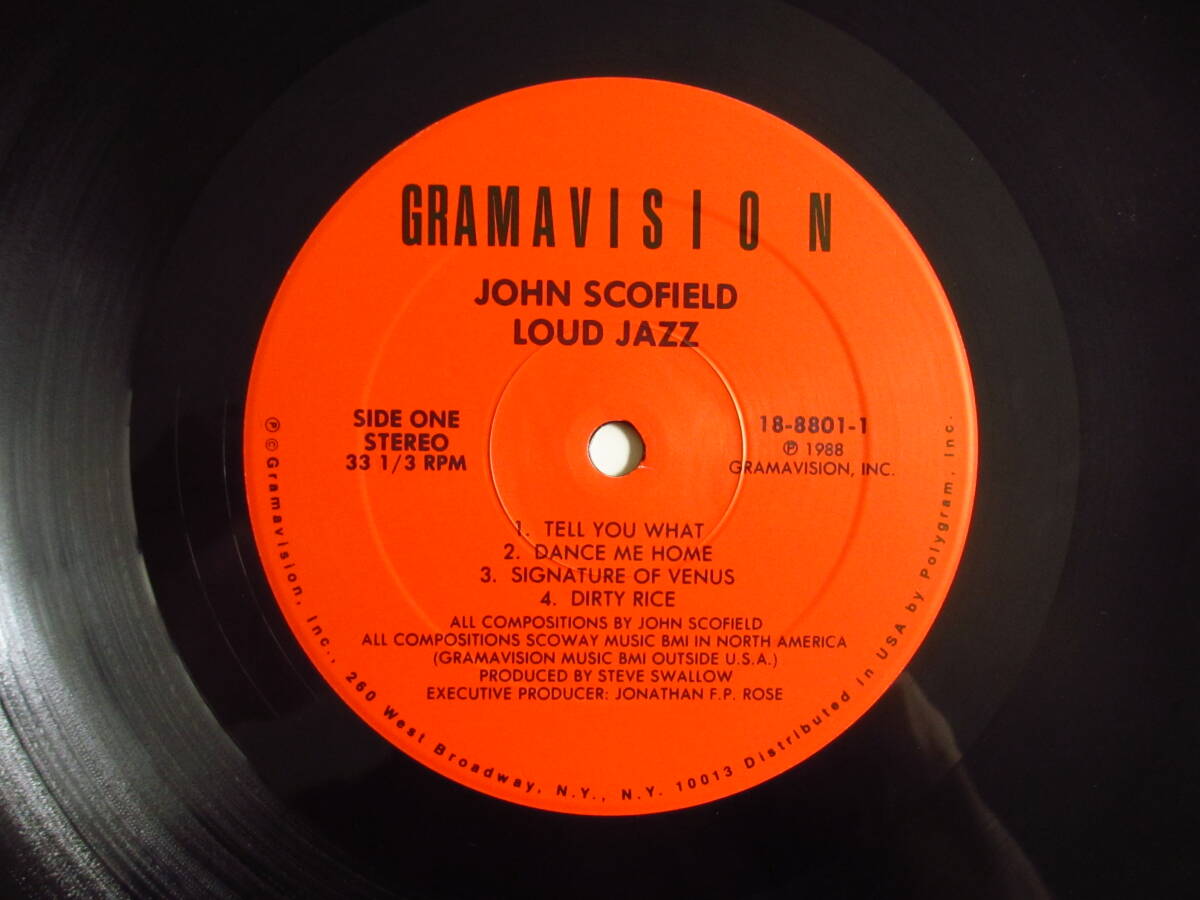 GRAMAVISION
JOHN SCOFIELD
LOUD JAZZ
SIDE ONE
STEREO
33 1/3 RPM
18-8801-1
℗ 1988
GRAMAVISION, INC.
1. TELL YOU WHAT
2. DANCE ME HOME
3. SIGNATURE OF VENUS
4. DIRTY RICE
ALL COMPOSITIONS BY JOHN SCOFIELD
ALL COMPOSITIONS SCOWAY MUSIC BMI IN NORTH AMERICA
(GRAMAVISION MUSIC BMI OUTSIDE U.S.A.)
PRODUCED BY STEVE SWALLOW
EXECUTIVE PRODUCER: JONATHAN F.P. ROSE
℗©Gramavision, Inc., 260 West Broadway, N.Y., N.Y. 10013 Distributed in USA by Polygram, Inc.